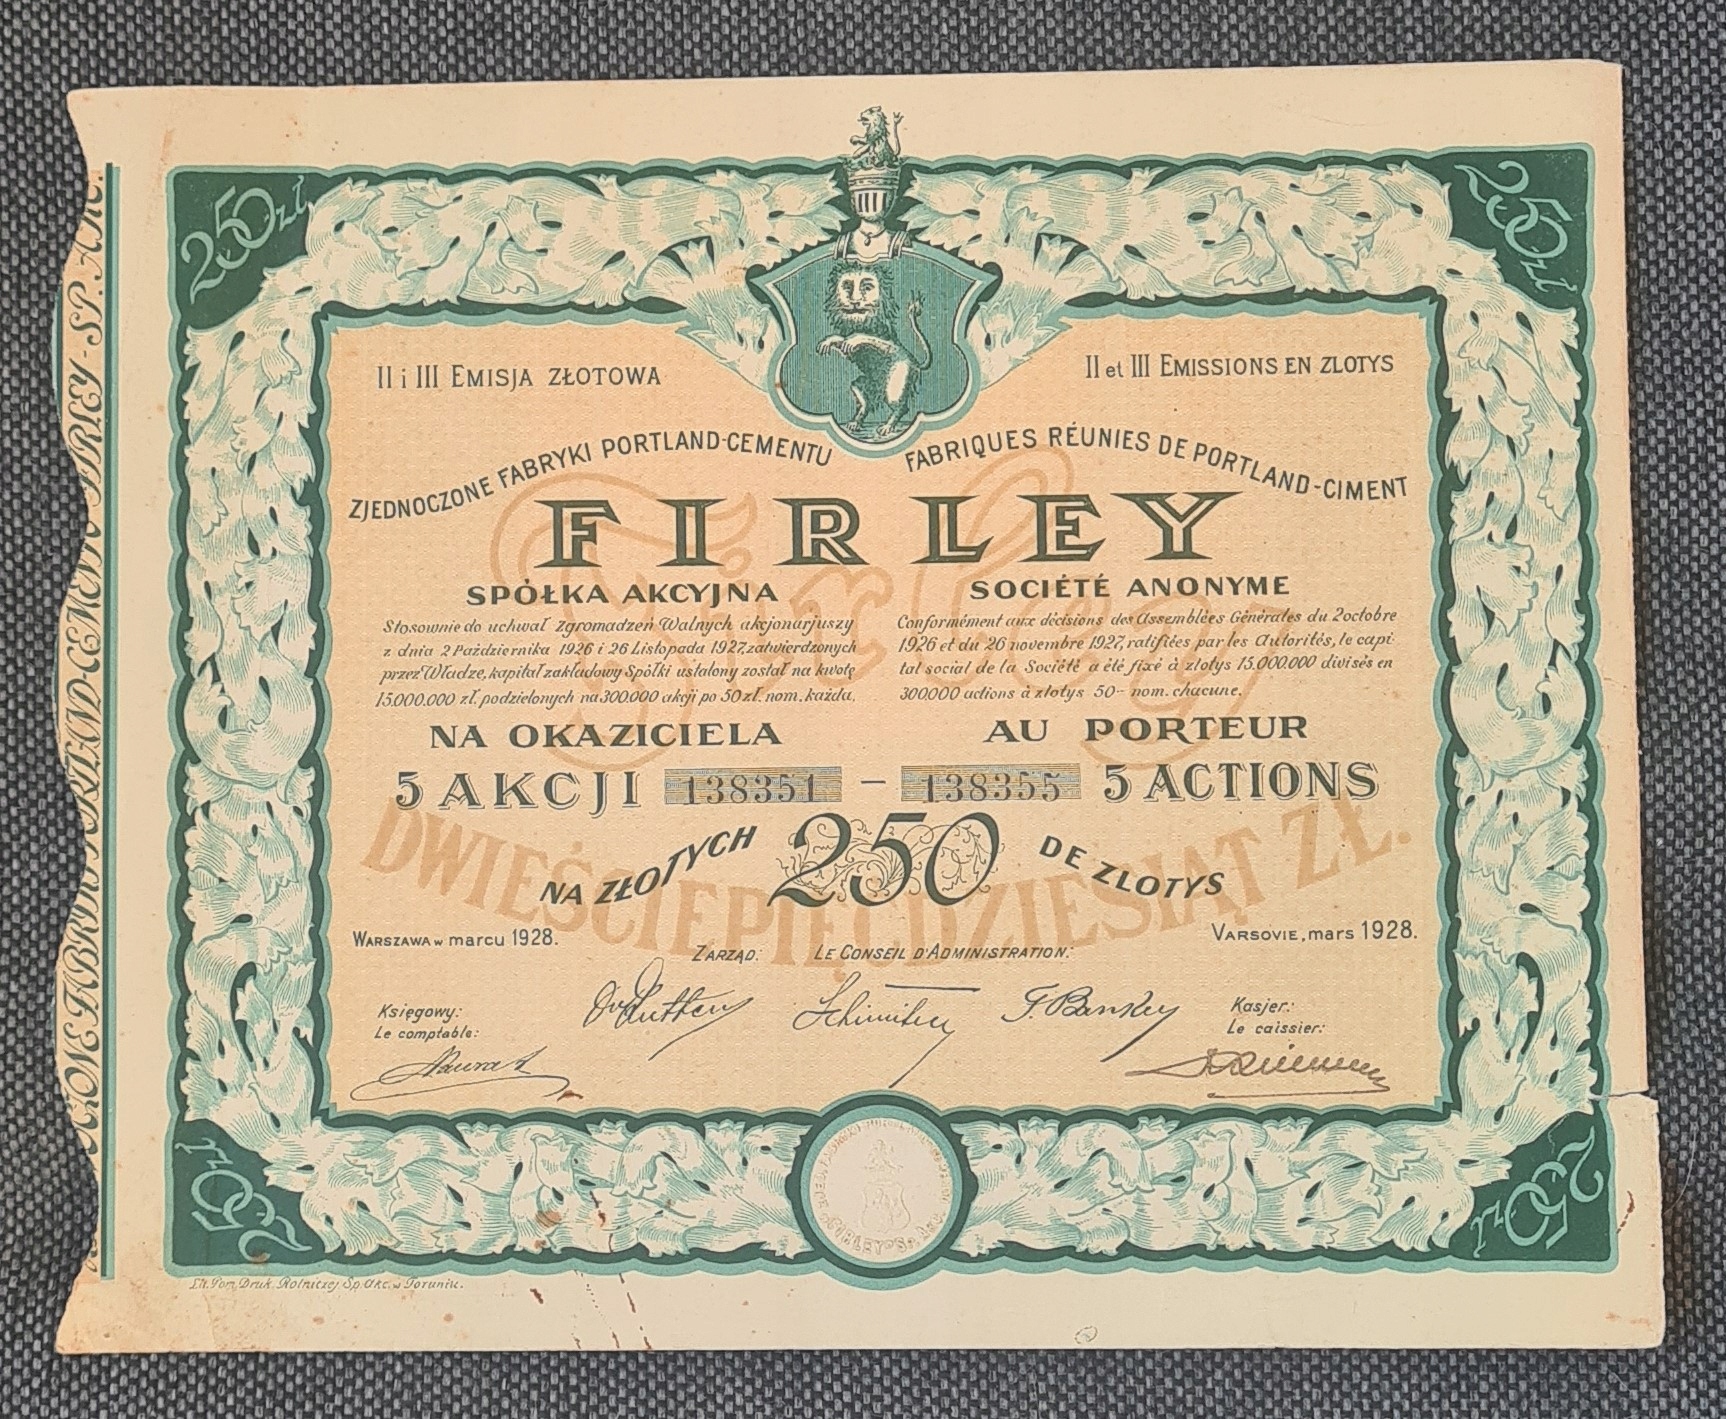 250 zł
250 zł
II i III EMISJA ZŁOTOWA
II et III EMISSIONS EN ZLOTYS
ZJEDNOCZONE FABRYKI PORTLAND-CEMENTU
FABRIQUES RÉUNIES DE PORTLAND-CIMENT
Firley
FIRLEY
SPÓŁKA AKCYJNA
SOCIÉTÉ ANONYME
Stosownie do uchwał Zgromadzeń Walnych akcjonarjuszy
z dnia 2 Października 1926 i 26 Listopada 1927, zatwierdzonych
przez Władze, kapitał zakładowy Spółki ustalony został na kwotę
15.000.000 zł. podzielonych na 300.000 akcji po 50 zł. nom. każda.
Conformément aux décisions des Assemblées Générales du 2 octobre
1926 et du 26 novembre 1927, ratifiées par les Autorités, le capi-
tal social de la Société a été fixé à zlotys 15.000.000 divisés en
300000 actions à zlotys 50- nom. chacune.
NA OKAZICIELA
AU PORTEUR
5 AKCJI 138351 — 138355 5 ACTIONS
NA ZŁOTYCH 250 DE ZLOTYS
DWIEŚCIEPIĘĆDZIESIĄT ZŁ.
WARSZAWA w marcu 1928.
VARSOVIE, mars 1928.
ZARZĄD: LE CONSEIL D'ADMINISTRATION:
Księgowy:
Le comptable:
Kasjer:
Le caissier:
250 zł
250 zł
"FIRLEY" Sp. Akc.
Lit. Pom. Druk. Rolniczej Sp. Akc. w Toruniu.